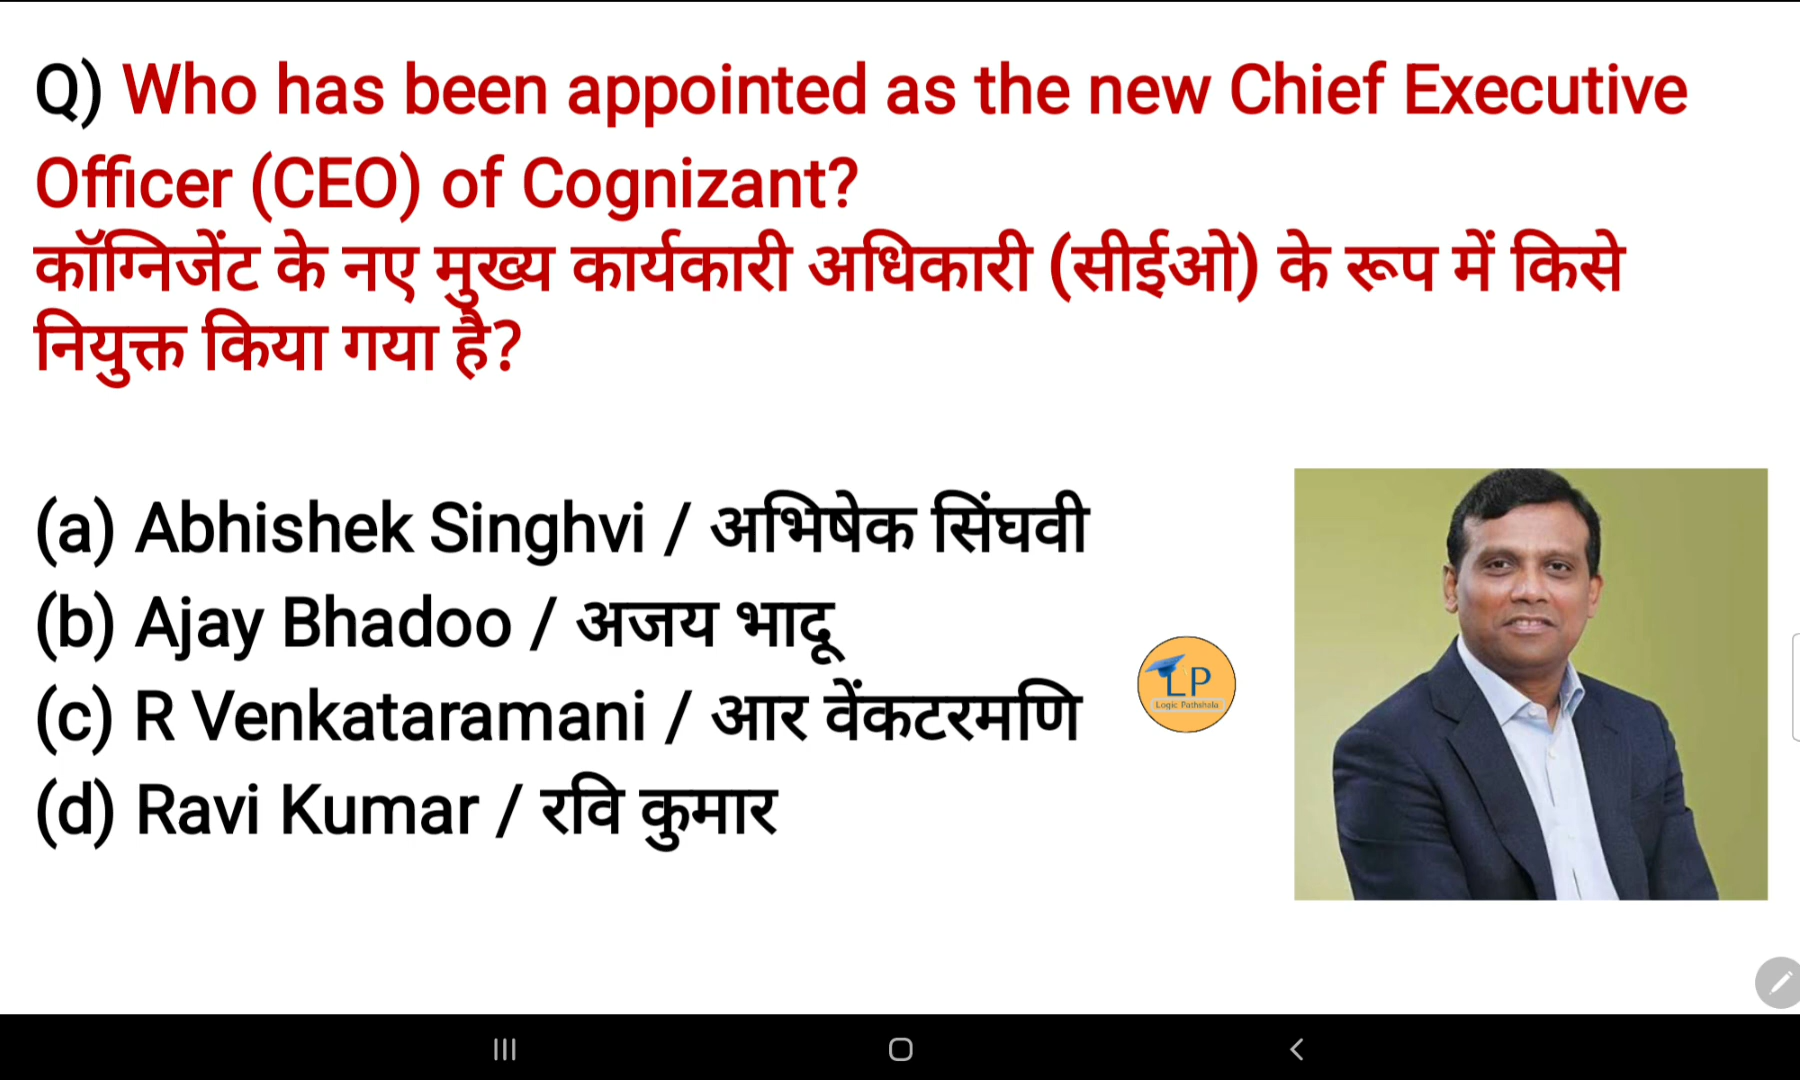 Q) Who has been appointed as the new Chief Executive
Officer (CEO) of Cognizant?
कॉग्निजेंट के नए मुख्य कार्यकारी अधिकारी (सीईओ) के रूप में किसे
नियुक्त किया गया है?
(a) Abhishek Singhvi / अभिषेक सिंघवी
(b) Ajay Bhadoo / अजय भादू
(c) R Venkataramani / आर वेंकटरमणि
(d) Ravi Kumar / रवि कुमार
LP
Logic Pathshala